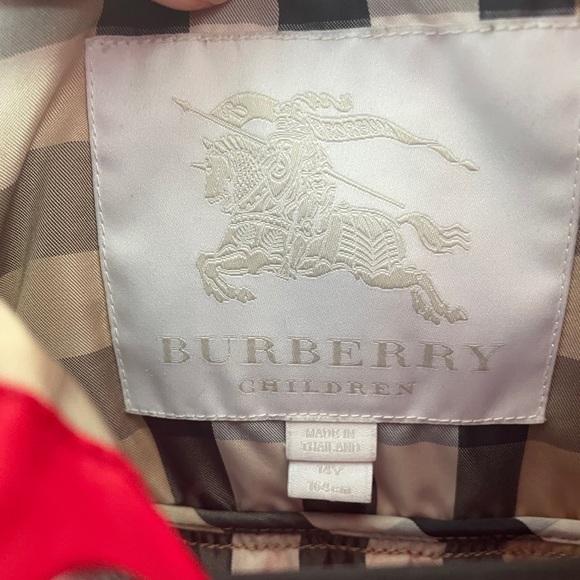 BURBERRY
CHILDREN
MADE IN
THAILAND
14Y
164cm